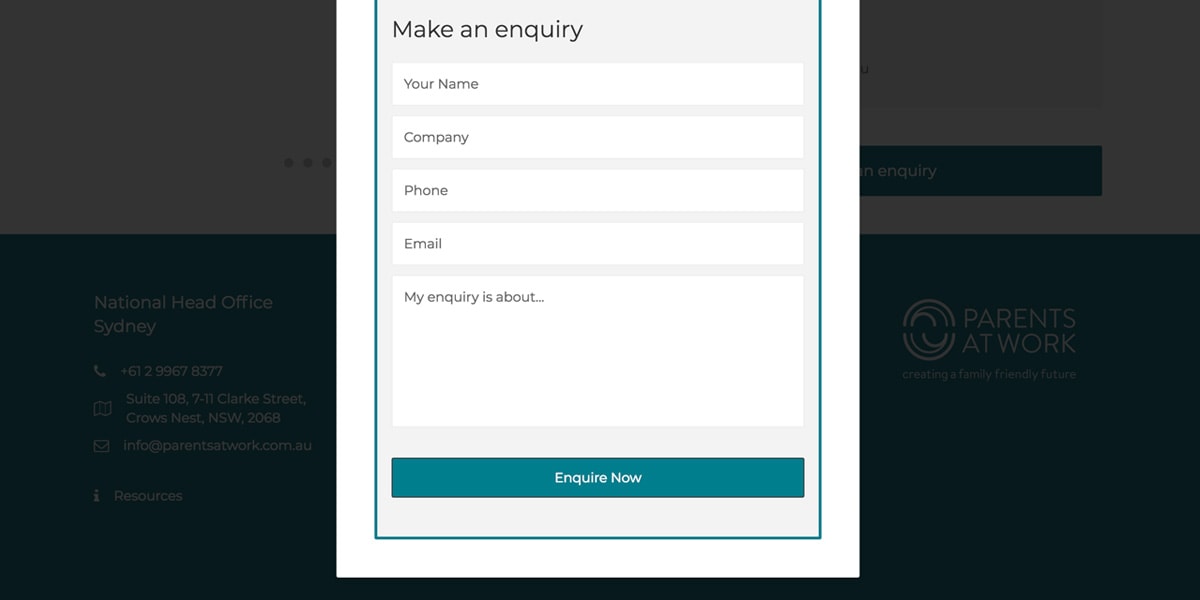 Make an enquiry
Your Name
Company
Phone
Email
My enquiry is about...
Enquire Now
enquiry
National Head Office
Sydney
+61 2 9967 8377
Suite 108, 7-11 Clarke Street,
Crows Nest, NSW, 2068
info@parentsatwork.com.au
Resources
PARENTS
AT WORK
creating a family friendly future